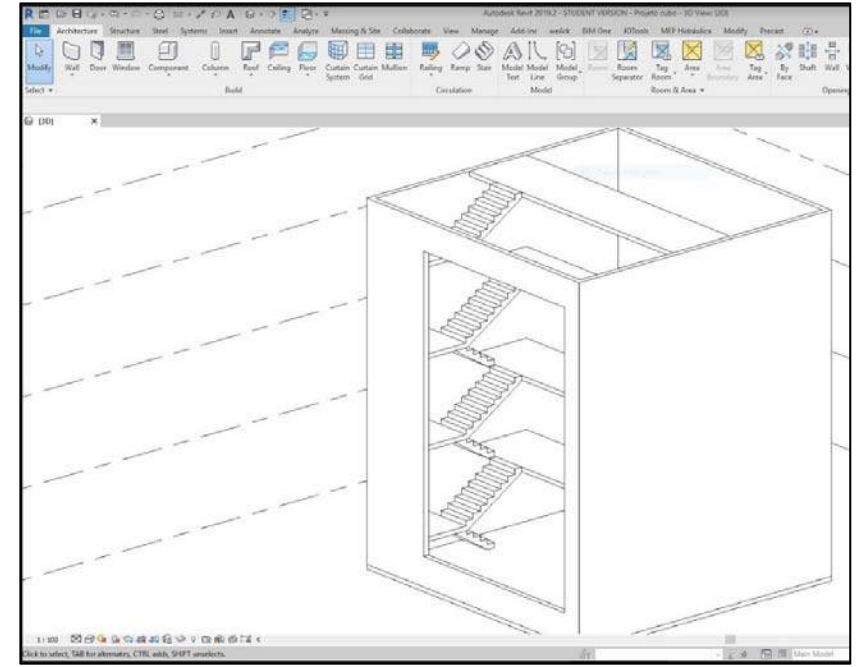 Autodesk Revit 2019.2 - STUDENT VERSION - Projeto cubo - 3D View: {3D}
File Architecture Structure Steel Systems Insert Annotate Analyze Massing & Site Collaborate View Manage Add-Ins weArk BIM One KITools MEP Hidráulica Modify Precast
Modify Wall Door Window Component Column Roof Ceiling Floor Curtain System Curtain Grid Mullion Railing Ramp Stair Model Text Model Line Model Group Room Room Separator Tag Room Area Area Boundary Tag Area By Face Shaft Wall
Select Build Circulation Model Room & Area Opening
{3D}
1 : 100
Click to select, TAB for alternates, CTRL adds, SHIFT unselects. Main Model